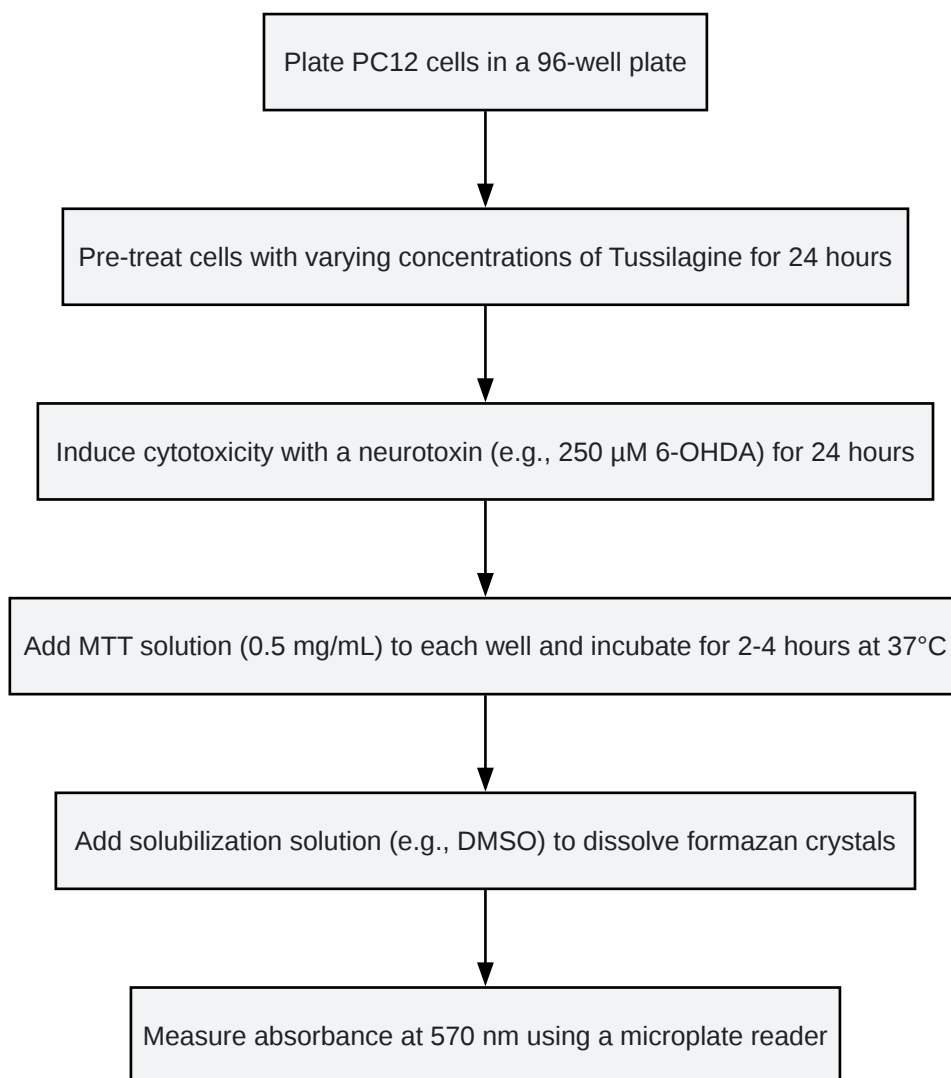 Plate PC12 cells in a 96-well plate
Pre-treat cells with varying concentrations of Tussilagine for 24 hours
Induce cytotoxicity with a neurotoxin (e.g., 250 µM 6-OHDA) for 24 hours
Add MTT solution (0.5 mg/mL) to each well and incubate for 2-4 hours at 37°C
Add solubilization solution (e.g., DMSO) to dissolve formazan crystals
Measure absorbance at 570 nm using a microplate reader